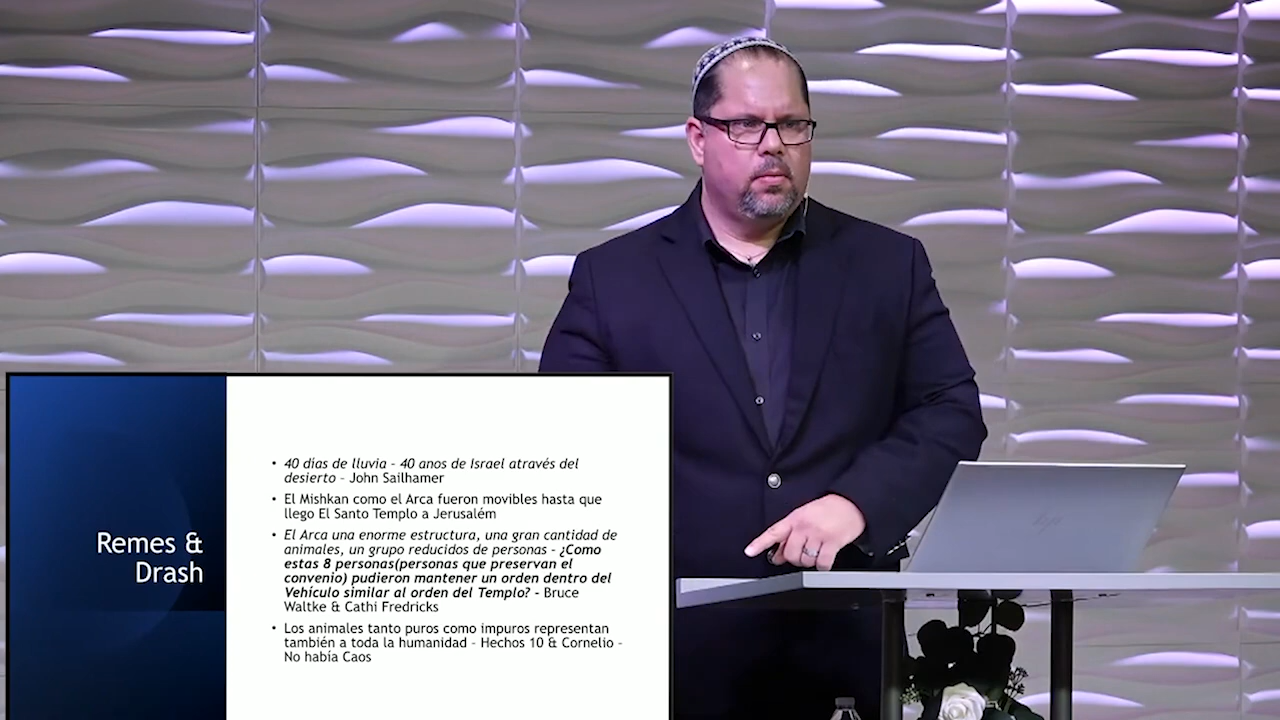 Remes &
Drash
• 40 días de lluvia - 40 anos de Israel através del
desierto - John Sailhamer
• El Mishkan como el Arca fueron movibles hasta que
llego El Santo Templo a Jerusalém
• El Arca una enorme estructura, una gran cantidad de
animales, un grupo reducidos de personas - ¿Como
estas 8 personas(personas que preservan el
convenio) pudieron mantener un orden dentro del
Vehículo similar al orden del Templo? - Bruce
Waltke & Cathi Fredricks
• Los animales tanto puros como impuros representan
también a toda la humanidad - Hechos 10 & Cornelio -
No había Caos
hp